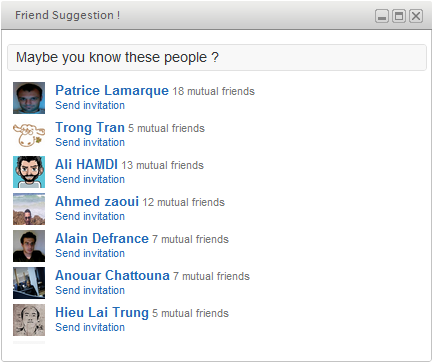 Friend Suggestion !
Maybe you know these people ?
Patrice Lamarque 18 mutual friends
Send invitation
Trong Tran 5 mutual friends
Send invitation
Ali HAMDI 13 mutual friends
Send invitation
Ahmed zaoui 12 mutual friends
Send invitation
Alain Defrance 7 mutual friends
Send invitation
Anouar Chattouna 7 mutual friends
Send invitation
Hieu Lai Trung 5 mutual friends
Send invitation